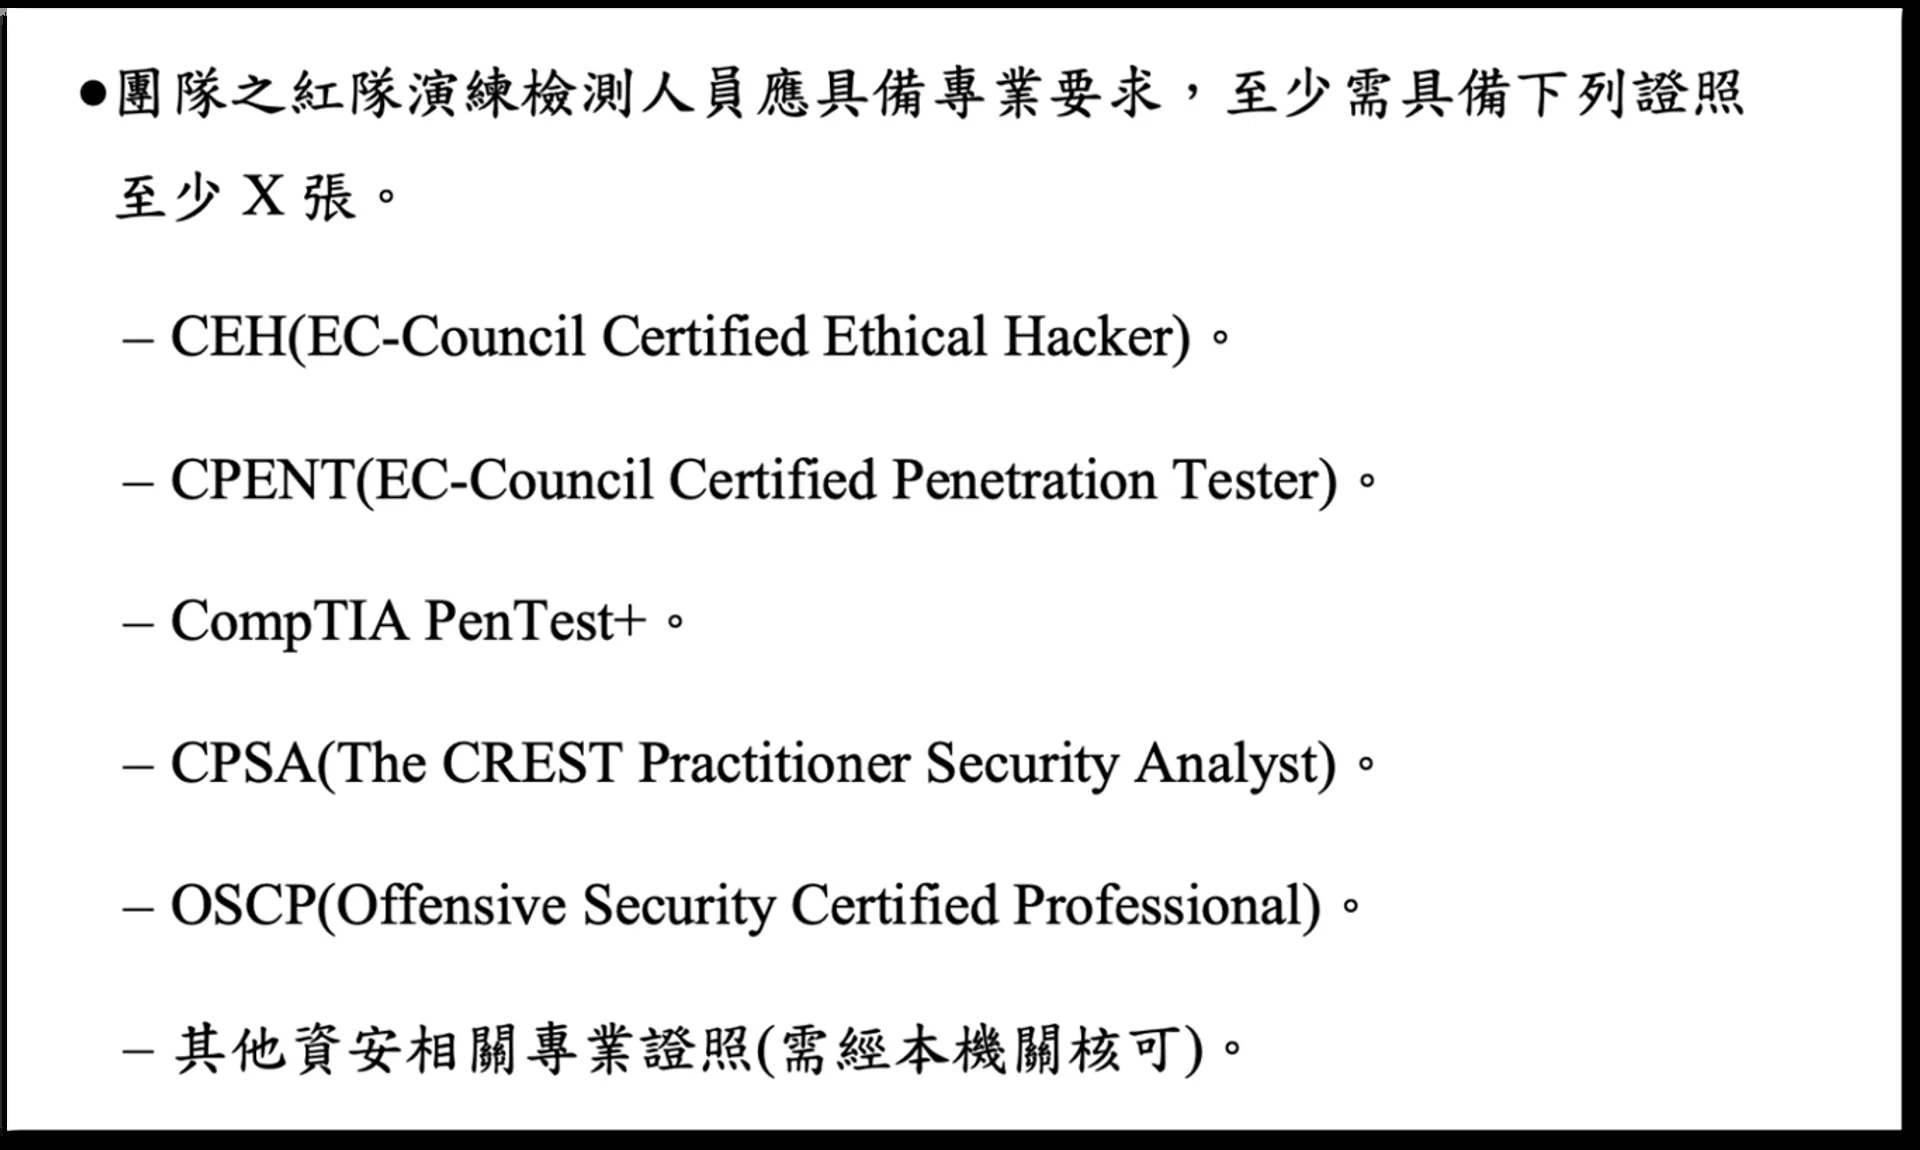 ●團隊之紅隊演練檢測人員應具備專業要求，至少需具備下列證照
至少 X 張。
– CEH(EC-Council Certified Ethical Hacker)。
– CPENT(EC-Council Certified Penetration Tester)。
– CompTIA PenTest+。
– CPSA(The CREST Practitioner Security Analyst)。
– OSCP(Offensive Security Certified Professional)。
– 其他資安相關專業證照(需經本機關核可)。